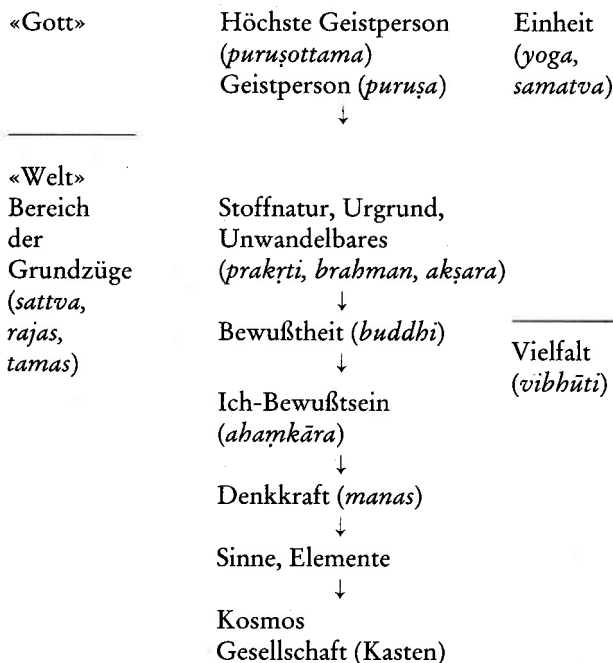 «Gott»
Höchste Geistperson
(puruṣottama)
Geistperson (puruṣa)
↓
Einheit
(yoga,
samatva)
«Welt»
Bereich
der
Grundzüge
(sattva,
rajas,
tamas)
Stoffnatur, Urgrund,
Unwandelbares
(prakṛti, brahman, akṣara)
↓
Bewußtheit (buddhi)
↓
Ich-Bewußtsein
(ahaṃkāra)
↓
Denkkraft (manas)
↓
Sinne, Elemente
↓
Kosmos
Gesellschaft (Kasten)
Vielfalt
(vibhūti)